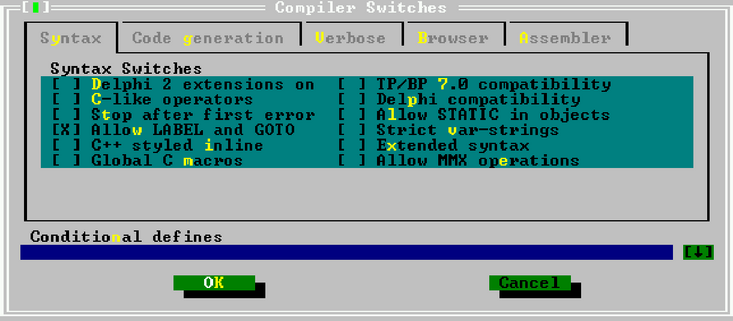 [▮] Compiler Switches
Syntax Code generation Verbose Browser Assembler
Syntax Switches
[ ] Delphi 2 extensions on [ ] TP/BP 7.0 compatibility
[ ] C-like operators [ ] Delphi compatibility
[ ] Stop after first error [ ] Allow STATIC in objects
[X] Allow LABEL and GOTO [ ] Strict var-strings
[ ] C++ styled inline [ ] Extended syntax
[ ] Global C macros [ ] Allow MMX operations
Conditional defines
[↓]
OK Cancel